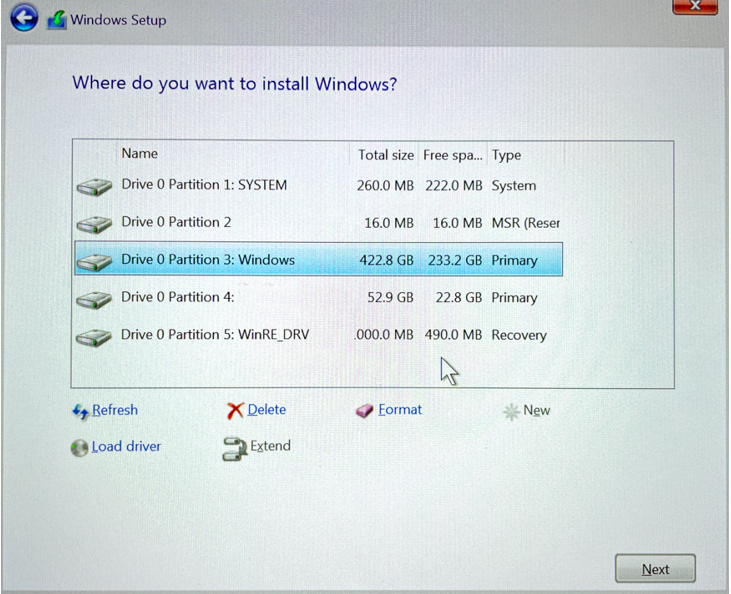 Windows Setup
Where do you want to install Windows?
Name Total size Free spa... Type
Drive 0 Partition 1: SYSTEM 260.0 MB 222.0 MB System
Drive 0 Partition 2 16.0 MB 16.0 MB MSR (Reser
Drive 0 Partition 3: Windows 422.8 GB 233.2 GB Primary
Drive 0 Partition 4: 52.9 GB 22.8 GB Primary
Drive 0 Partition 5: WinRE_DRV .000.0 MB 490.0 MB Recovery
Refresh Delete Format New
Load driver Extend
Next